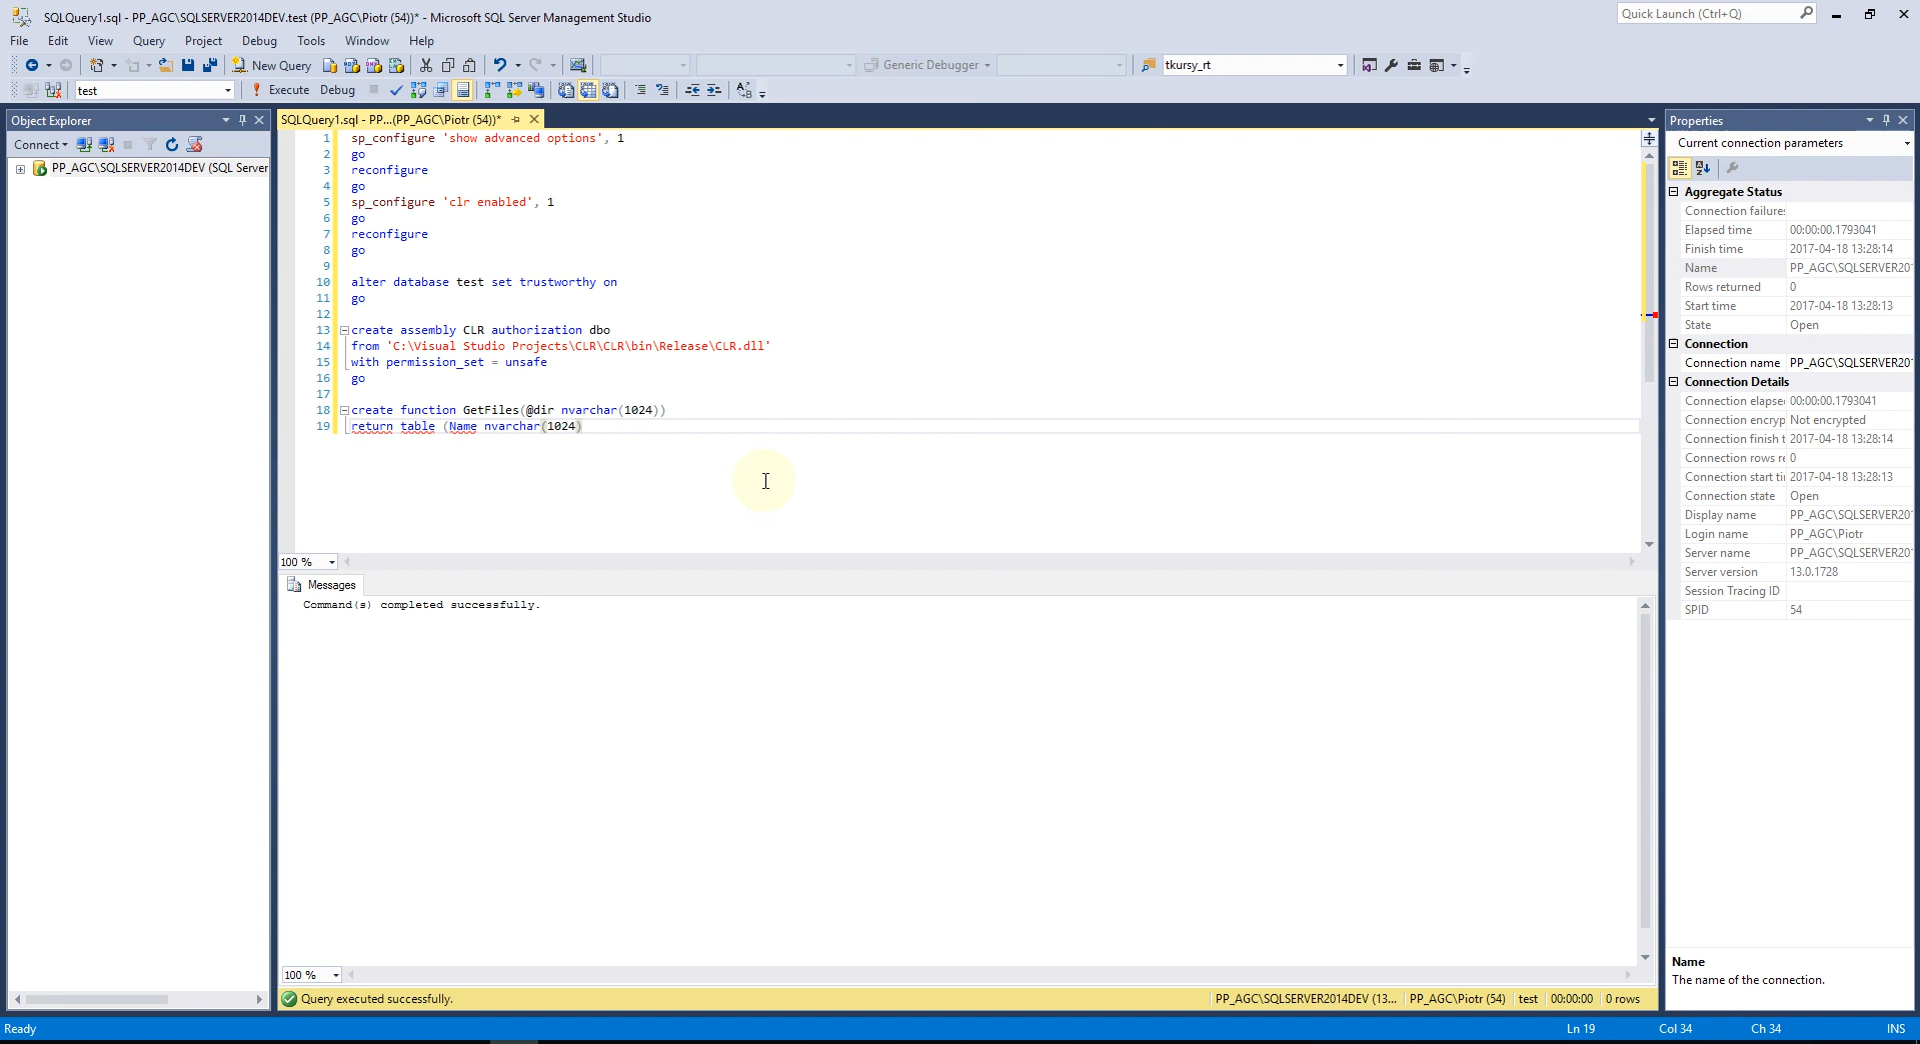 SQLQuery1.sql - PP_AGC\SQLSERVER2014DEV.test (PP_AGC\Piotr (54))* - Microsoft SQL Server Management Studio
Quick Launch (Ctrl+Q)
File Edit View Query Project Debug Tools Window Help
New Query
Generic Debugger
tkursy_rt
test
Execute Debug
Object Explorer
SQLQuery1.sql - PP...(PP_AGC\Piotr (54))*
Properties
Connect
PP_AGC\SQLSERVER2014DEV (SQL Server
1 sp_configure 'show advanced options', 1
2 go
3 reconfigure
4 go
5 sp_configure 'clr enabled', 1
6 go
7 reconfigure
8 go
9
10 alter database test set trustworthy on
11 go
12
13 create assembly CLR authorization dbo
14 from 'C:\Visual Studio Projects\CLR\CLR\bin\Release\CLR.dll'
15 with permission_set = unsafe
16 go
17
18 create function GetFiles(@dir nvarchar(1024))
19 return table (Name nvarchar(1024)
100 %
Messages
Command(s) completed successfully.
100 %
Query executed successfully.
PP_AGC\SQLSERVER2014DEV (13... PP_AGC\Piotr (54) test 00:00:00 0 rows
Current connection parameters
Aggregate Status
Connection failures
Elapsed time 00:00:00.1793041
Finish time 2017-04-18 13:28:14
Name PP_AGC\SQLSERVER20
Rows returned 0
Start time 2017-04-18 13:28:13
State Open
Connection
Connection name PP_AGC\SQLSERVER20
Connection Details
Connection elapse 00:00:00.1793041
Connection encryp Not encrypted
Connection finish t 2017-04-18 13:28:14
Connection rows re 0
Connection start ti 2017-04-18 13:28:13
Connection state Open
Display name PP_AGC\SQLSERVER20
Login name PP_AGC\Piotr
Server name PP_AGC\SQLSERVER20
Server version 13.0.1728
Session Tracing ID
SPID 54
Name
The name of the connection.
Ready
Ln 19 Col 34 Ch 34 INS